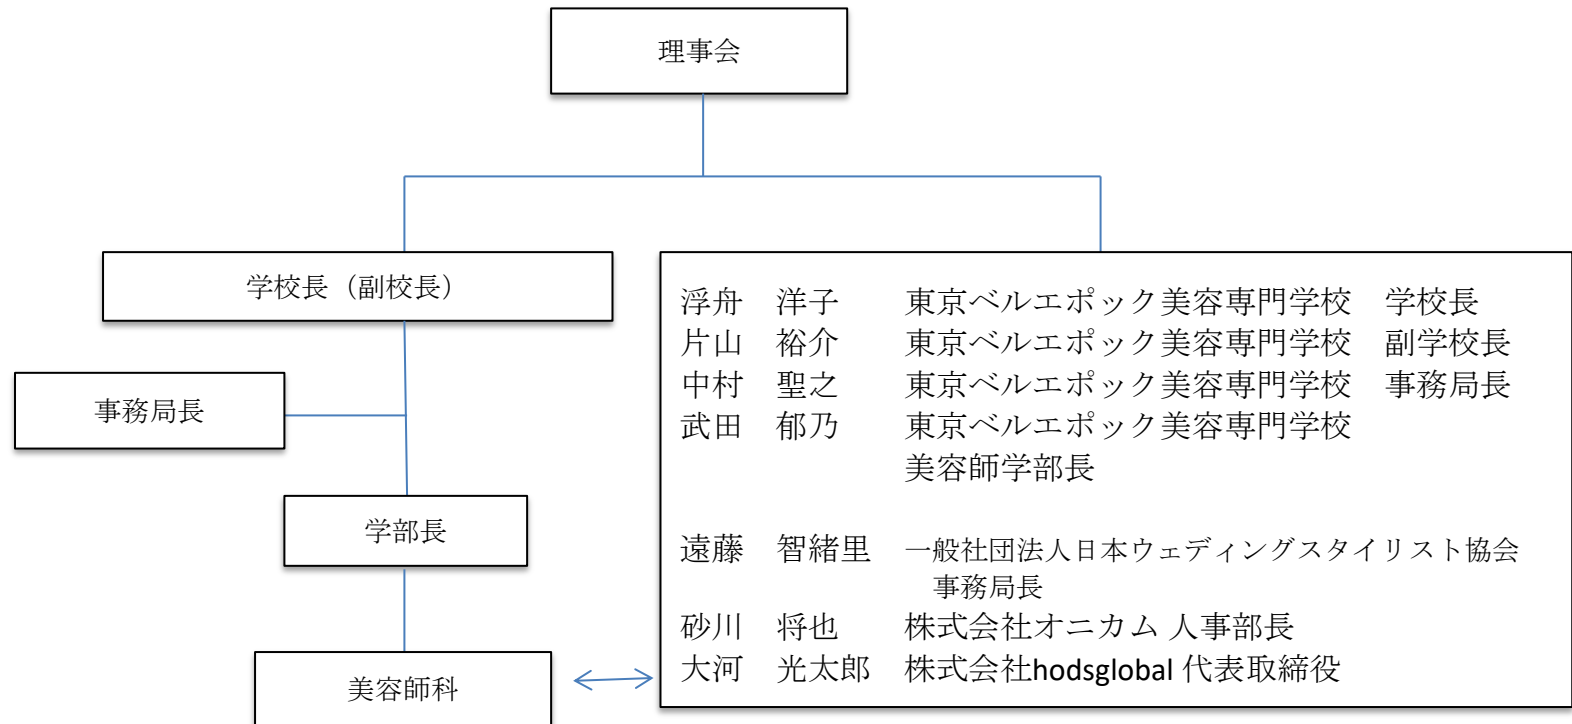 理事会
学校長（副校長）
事務局長
学部長
美容師科
浮舟　洋子　　東京ベルエポック美容専門学校　学校長
片山　裕介　　東京ベルエポック美容専門学校　副学校長
中村　聖之　　東京ベルエポック美容専門学校　事務局長
武田　郁乃　　東京ベルエポック美容専門学校
美容師学部長
遠藤　智緒里　一般社団法人日本ウェディングスタイリスト協会
事務局長
砂川　将也　　株式会社オニカム 人事部長
大河　光太郎　株式会社hodsglobal 代表取締役